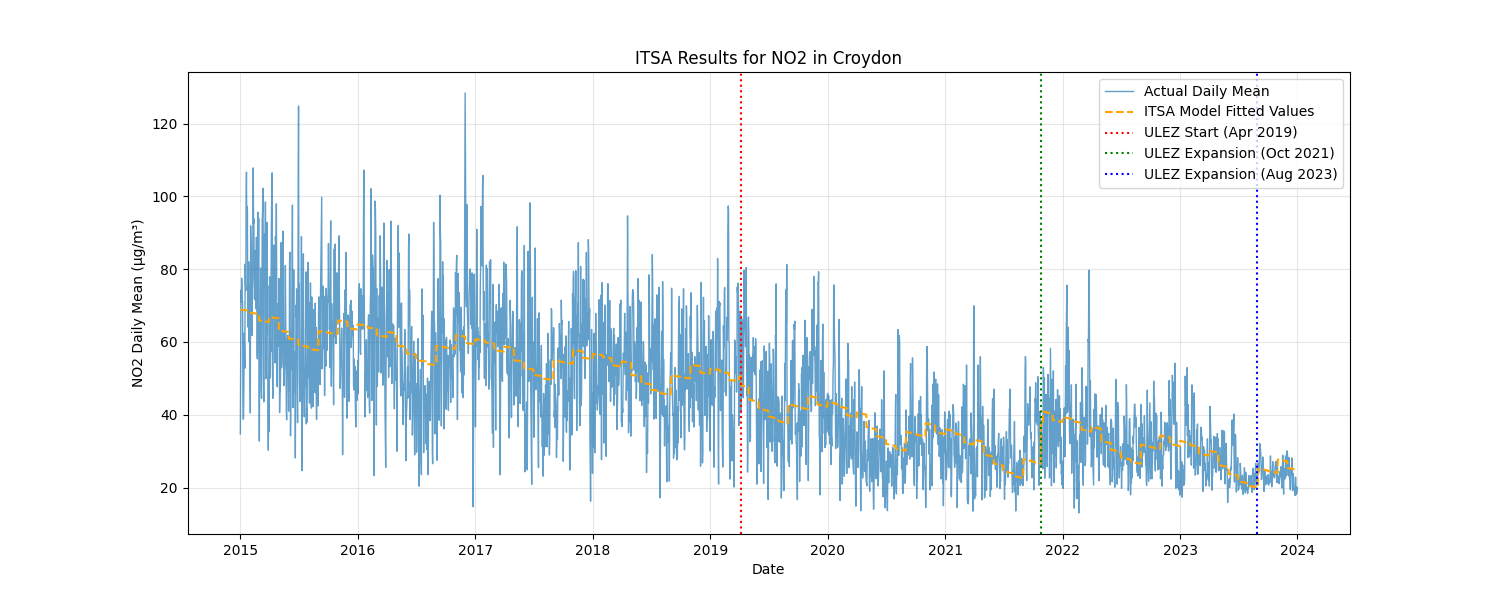 ITSA Results for NO2 in Croydon
Actual Daily Mean
ITSA Model Fitted Values
ULEZ Start (Apr 2019)
ULEZ Expansion (Oct 2021)
ULEZ Expansion (Aug 2023)
NO2 Daily Mean (µg/m³)
120
100
80
60
40
20
2015 2016 2017 2018 2019 2020 2021 2022 2023 2024
Date